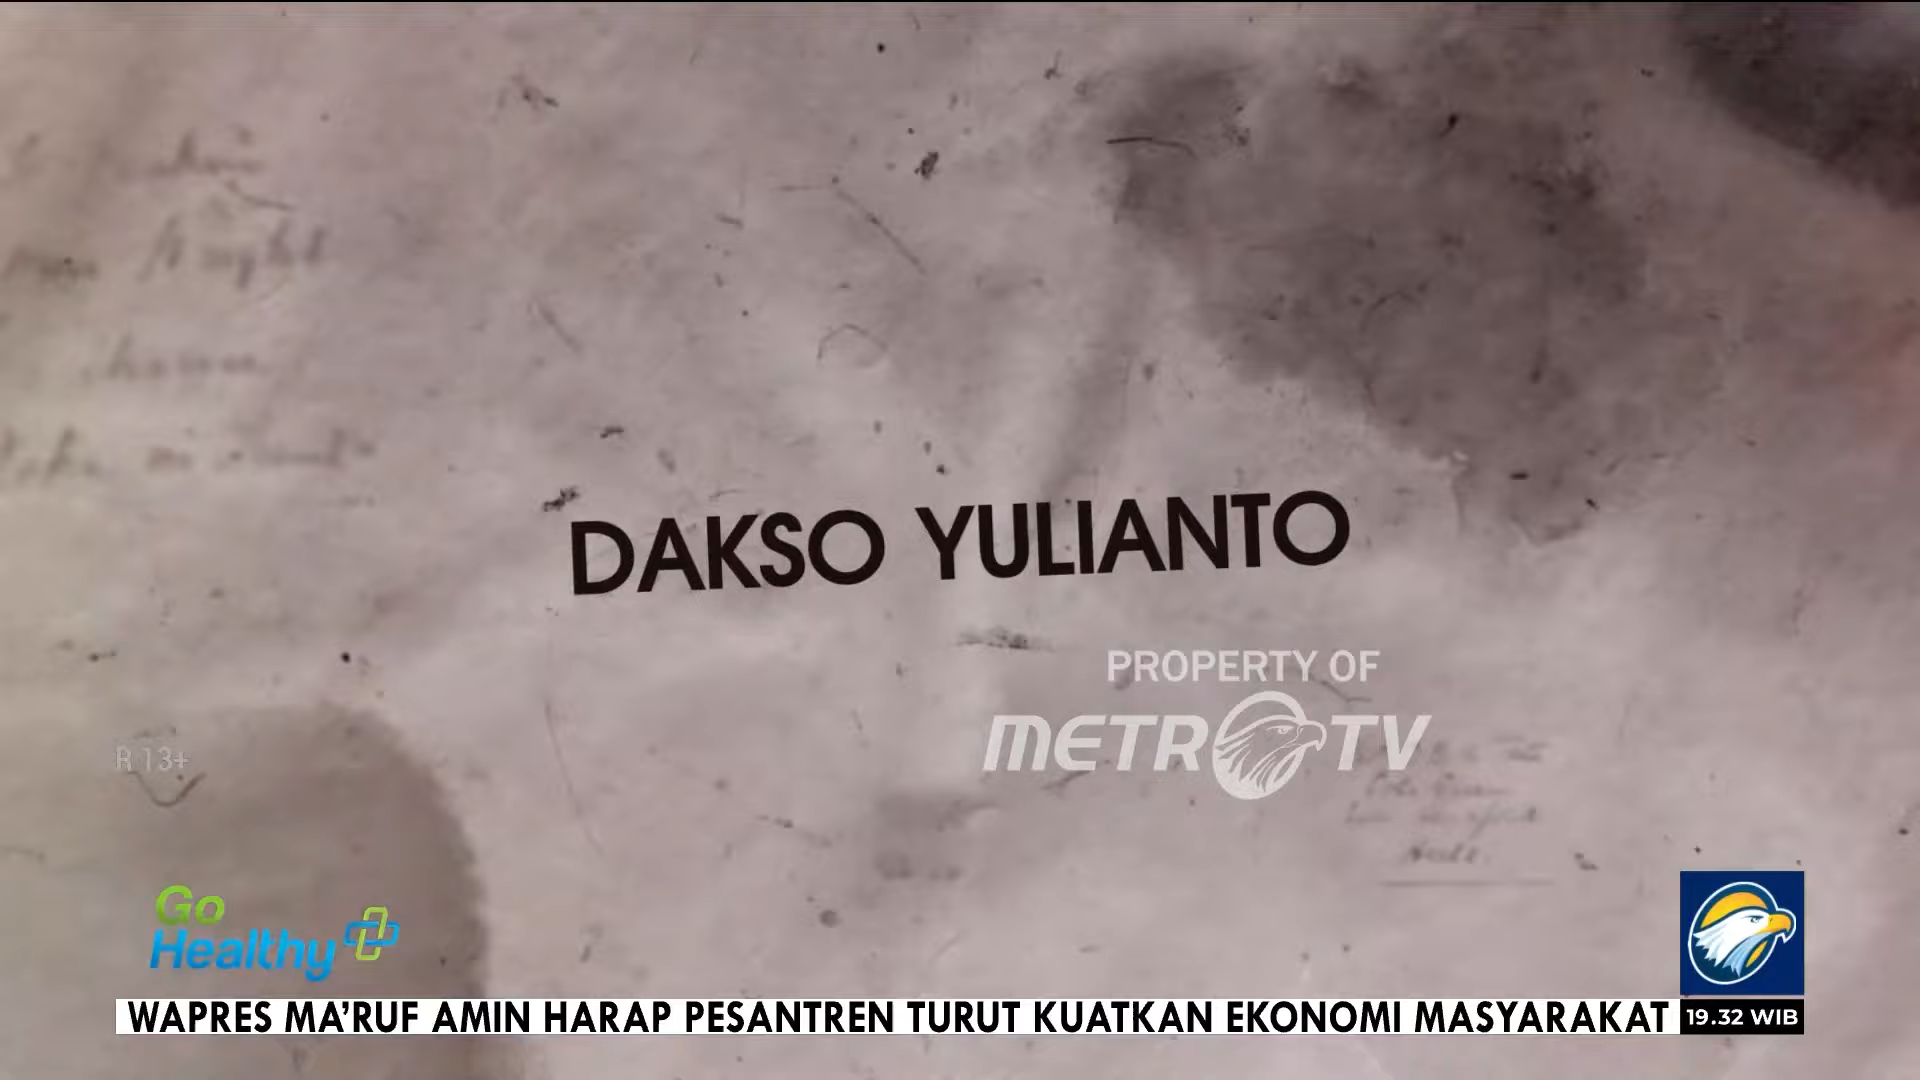 DAKSO YULIANTO
PROPERTY OF
METRO TV
R 13+
Go
Healthy
WAPRES MA'RUF AMIN HARAP PESANTREN TURUT KUATKAN EKONOMI MASYARAKAT
19.32 WIB